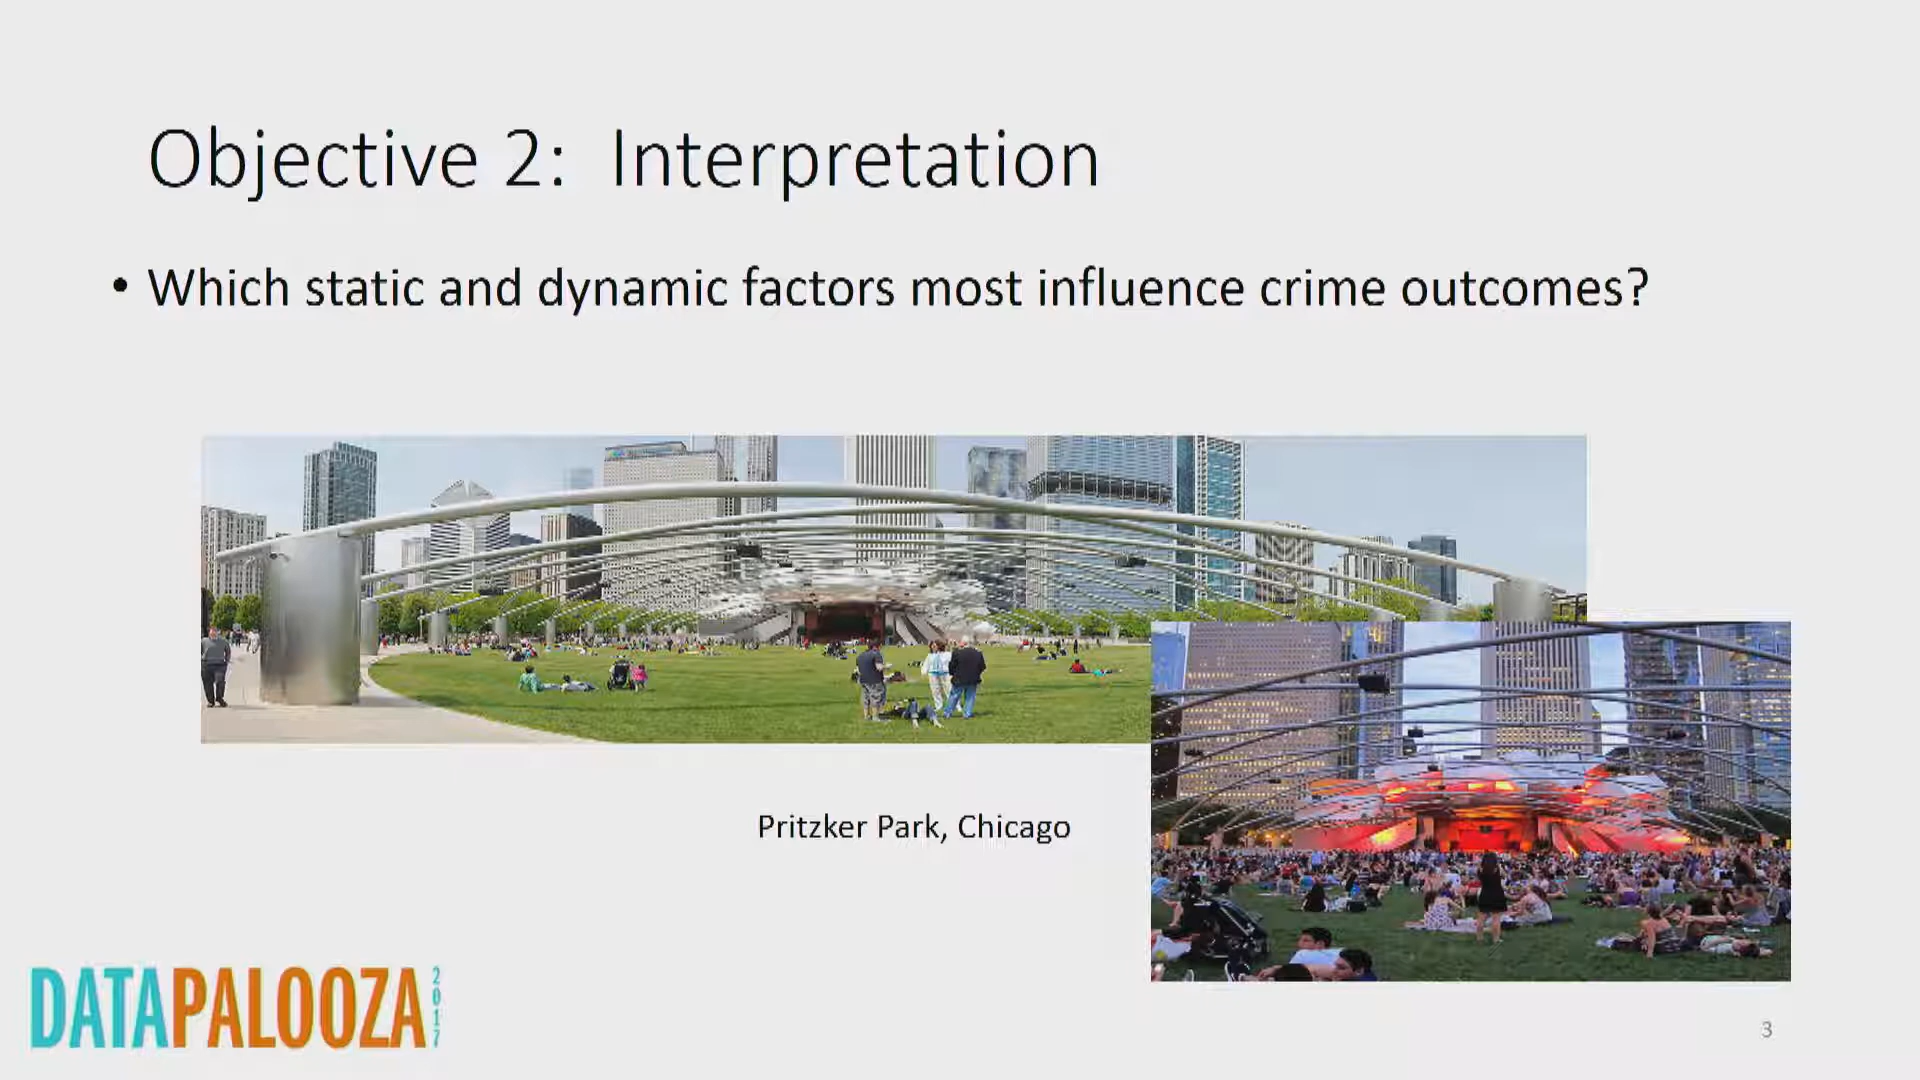 Objective 2: Interpretation
• Which static and dynamic factors most influence crime outcomes?
Pritzker Park, Chicago
DATAPALOOZA 2017
3